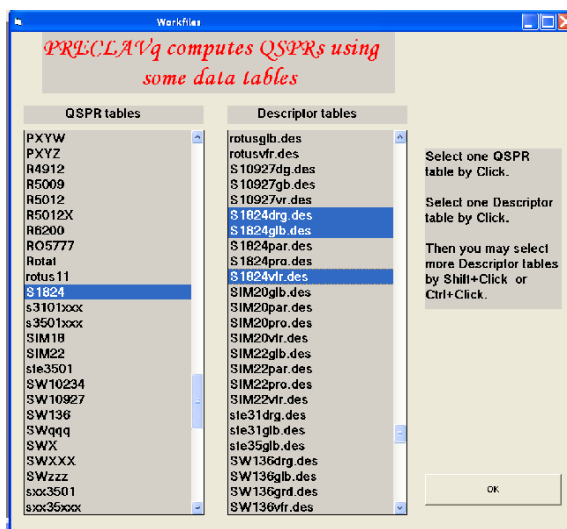 Workfiles
PRECLAVq computes QSPRs using
some data tables
QSPR tables
PXYW
PXYZ
R4912
R5009
R5012
R5012X
R6200
RO5777
Rotat
rotus11
S1824
s3101xxx
s3501xxx
SIM18
SIM22
ste3501
SW10234
SW10927
SW136
SWqqq
SWX
SWXXX
SWzzz
sxx3501
sxx35xxx
Descriptor tables
rotusglb.des
rotusvfr.des
S10927dg.des
S10927gb.des
S10927vr.des
S1824drg.des
S1824glb.des
S1824par.des
S1824pro.des
S1824vfr.des
SIM20glb.des
SIM20par.des
SIM20pro.des
SIM20vfr.des
SIM22glb.des
SIM22par.des
SIM22pro.des
SIM22vfr.des
ste31drg.des
ste31glb.des
ste35glb.des
SW136drg.des
SW136glb.des
SW136grd.des
SW136vfr.des
Select one QSPR
table by Click.
Select one Descriptor
table by Click.
Then you may select
more Descriptor tables
by Shift+Click or
Ctrl+Click.
OK